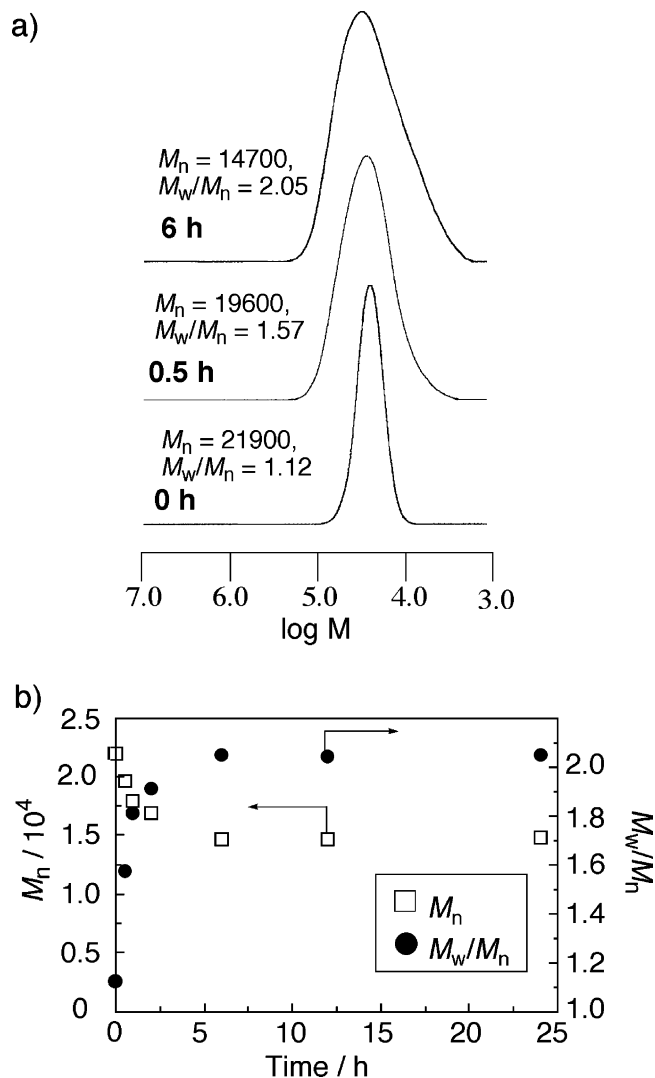 a)
Mn = 14700,
Mw/Mn = 2.05
6 h
Mn = 19600,
Mw/Mn = 1.57
0.5 h
Mn = 21900,
Mw/Mn = 1.12
0 h
7.0 6.0 5.0 4.0 3.0
log M
b)
2.5
2.0
1.5
1.0
0.5
0
Mn / 10^4
2.0
1.8
1.6
1.4
1.2
1.0
Mw/Mn
Mn
Mw/Mn
0 5 10 15 20 25
Time / h